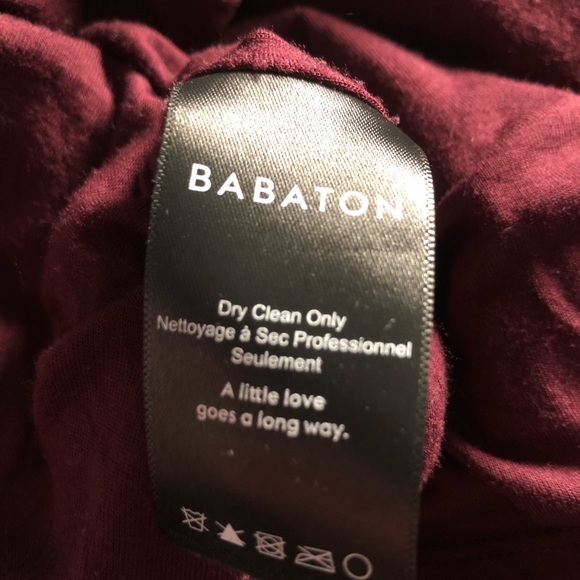 BABATON
Dry Clean Only
Nettoyage à Sec Professionnel
Seulement
A little love
goes a long way.